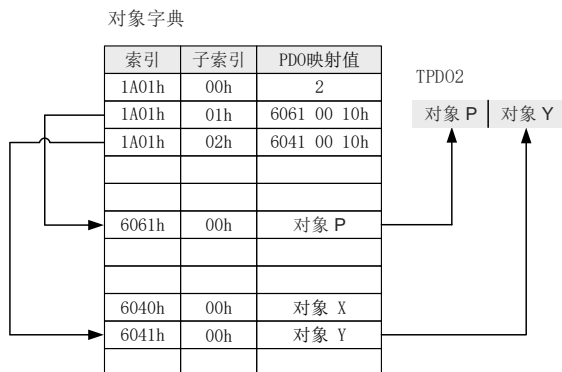 对象字典
索引 子索引 PDO映射值
1A01h 00h 2
1A01h 01h 6061 00 10h
1A01h 02h 6041 00 10h
6061h 00h 对象 P
6040h 00h 对象 X
6041h 00h 对象 Y
TPDO2
对象 P 对象 Y